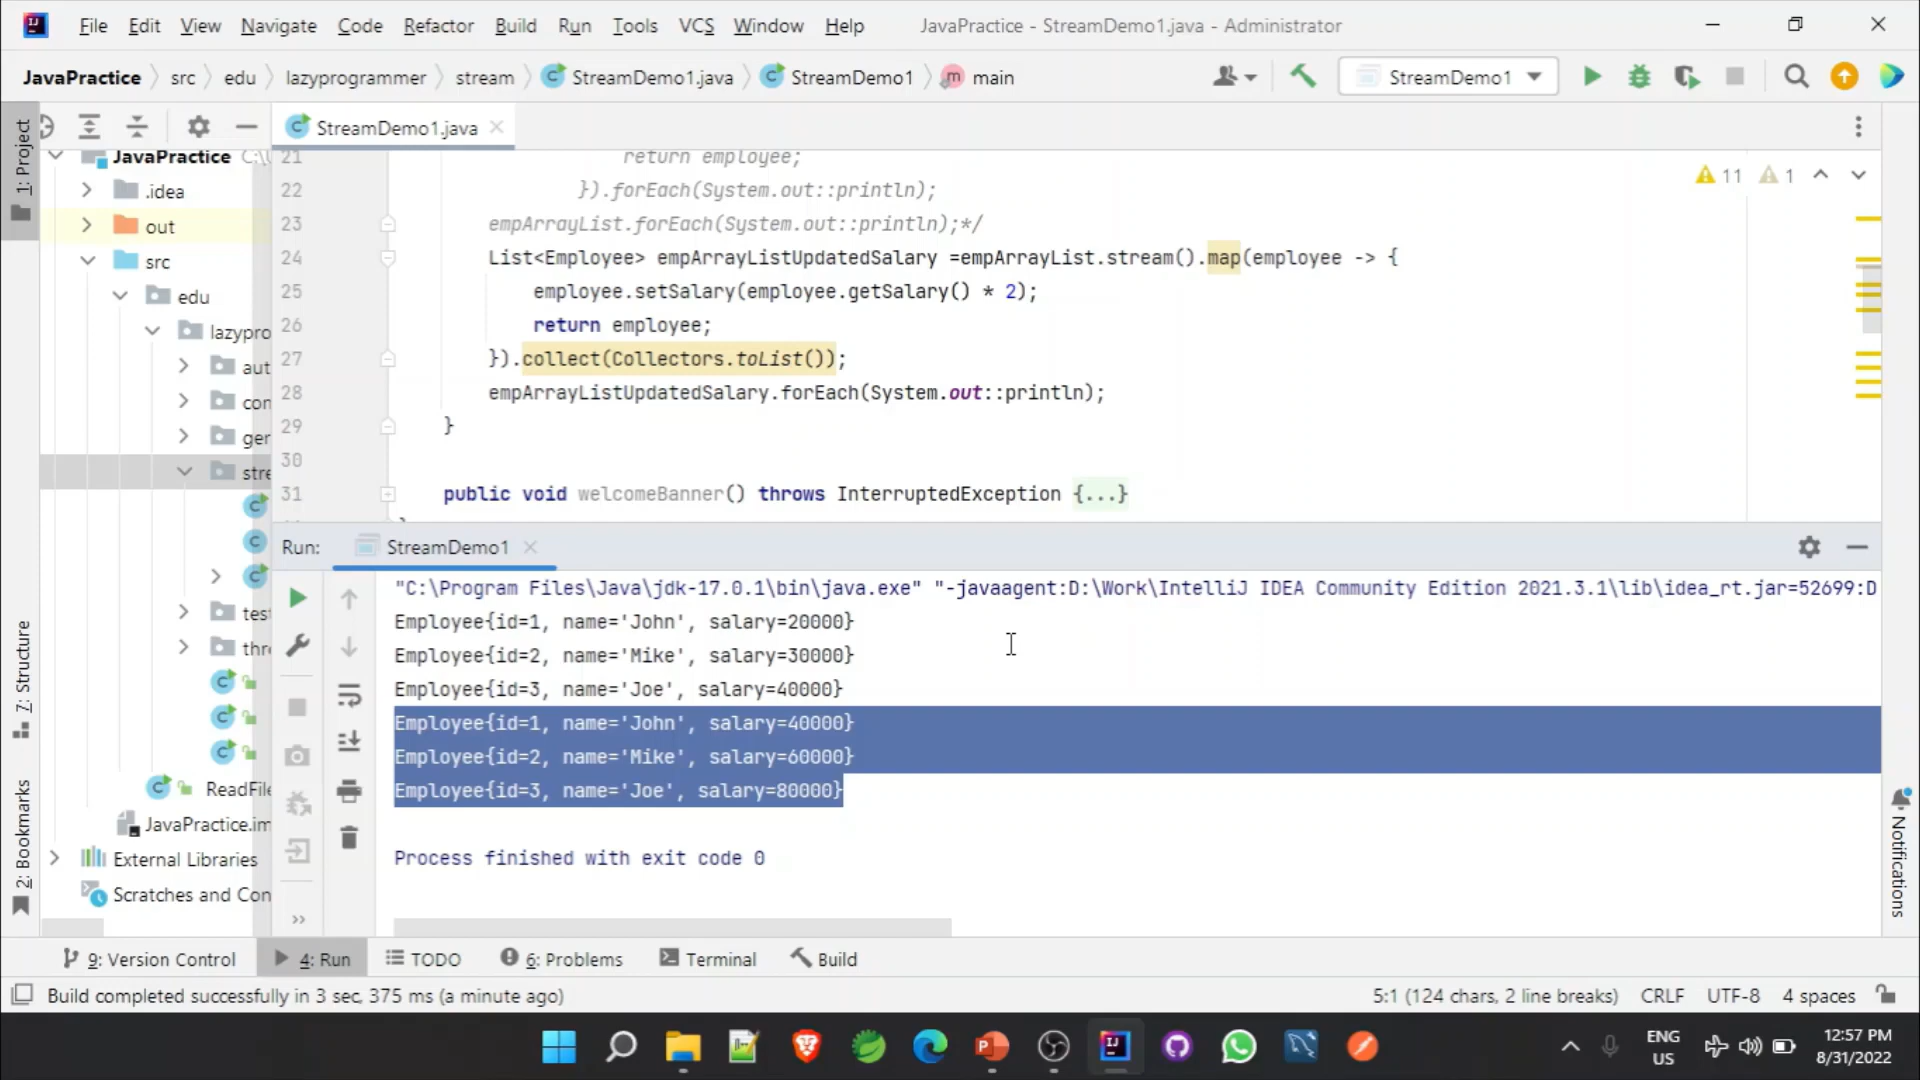 File Edit View Navigate Code Refactor Build Run Tools VCS Window Help JavaPractice - StreamDemo1.java - Administrator
JavaPractice src edu lazyprogrammer stream StreamDemo1.java StreamDemo1 main StreamDemo1
1: Project
7: Structure
2: Bookmarks
JavaPractice
.idea
out
src
edu
lazypro
aut
con
ger
stre
test
thre
ReadFile
JavaPractice.im
External Libraries
Scratches and Con
StreamDemo1.java
11 1
21 return employee;
22 }).forEach(System.out::println);
23 empArrayList.forEach(System.out::println);*/
24 List<Employee> empArrayListUpdatedSalary =empArrayList.stream().map(employee -> {
25 employee.setSalary(employee.getSalary() * 2);
26 return employee;
27 }).collect(Collectors.toList());
28 empArrayListUpdatedSalary.forEach(System.out::println);
29 }
30
31 public void welcomeBanner() throws InterruptedException {...}
Run: StreamDemo1
"C:\Program Files\Java\jdk-17.0.1\bin\java.exe" "-javaagent:D:\Work\IntelliJ IDEA Community Edition 2021.3.1\lib\idea_rt.jar=52699:D
Employee{id=1, name='John', salary=20000}
Employee{id=2, name='Mike', salary=30000}
Employee{id=3, name='Joe', salary=40000}
Employee{id=1, name='John', salary=40000}
Employee{id=2, name='Mike', salary=60000}
Employee{id=3, name='Joe', salary=80000}
Process finished with exit code 0
Notifications
9: Version Control 4: Run TODO 6: Problems Terminal Build
Build completed successfully in 3 sec, 375 ms (a minute ago) 5:1 (124 chars, 2 line breaks) CRLF UTF-8 4 spaces
ENG
US
12:57 PM
8/31/2022